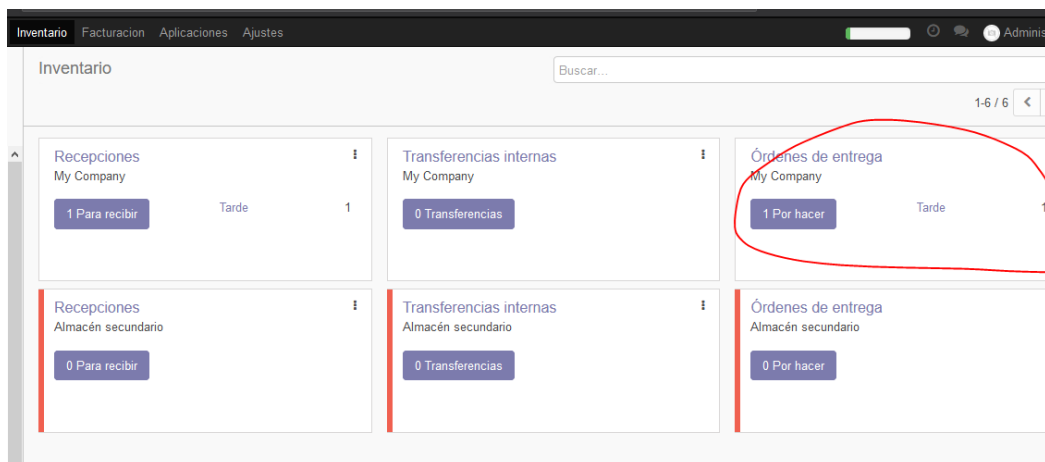 Inventario Facturacion Aplicaciones Ajustes
Inventario
Buscar...
1-6 / 6
Recepciones
My Company
1 Para recibir Tarde 1
Transferencias internas
My Company
0 Transferencias
Órdenes de entrega
My Company
1 Por hacer Tarde 1
Recepciones
Almacén secundario
0 Para recibir
Transferencias internas
Almacén secundario
0 Transferencias
Órdenes de entrega
Almacén secundario
0 Por hacer